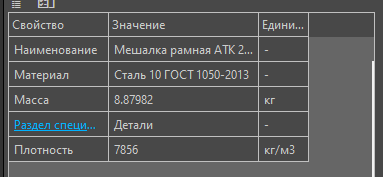 Свойство Значение Едини...
Наименование Мешалка рамная АТК 2... -
Материал Сталь 10 ГОСТ 1050-2013 -
Масса 8.87982 кг
Раздел специ... Детали -
Плотность 7856 кг/м3